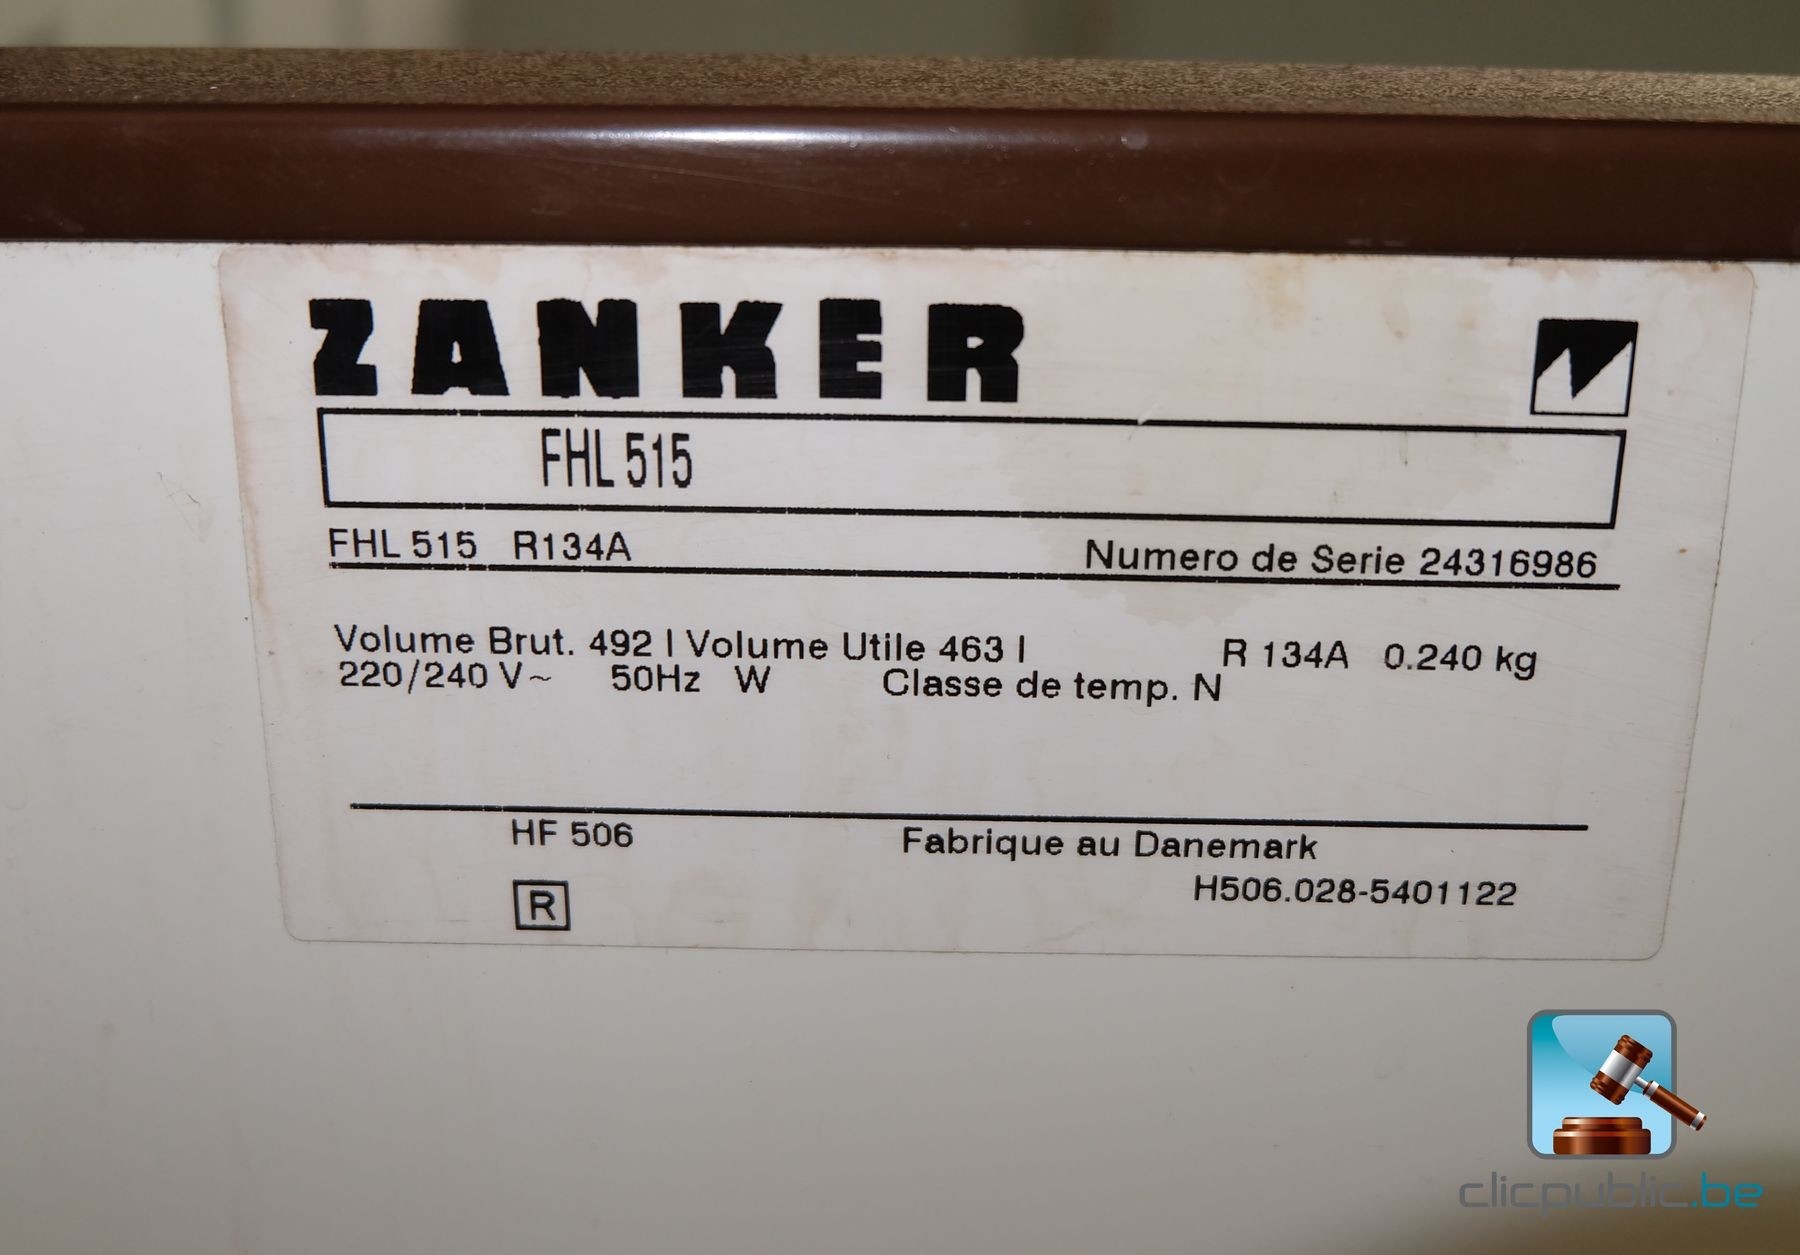 ZANKER
FHL 515
FHL 515 R134A Numero de Serie 24316986
Volume Brut. 492 l Volume Utile 463 l R 134A 0.240 kg
220/240 V~ 50Hz W Classe de temp. N
HF 506 Fabrique au Danemark
H506.028-5401122
R
clicpublic.be